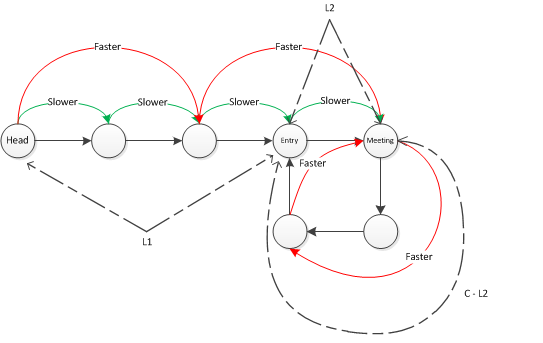 L2
Faster
Faster
Slower
Slower
Slower
Slower
Head
Entry
Meeting
Faster
L1
Faster
C - L2